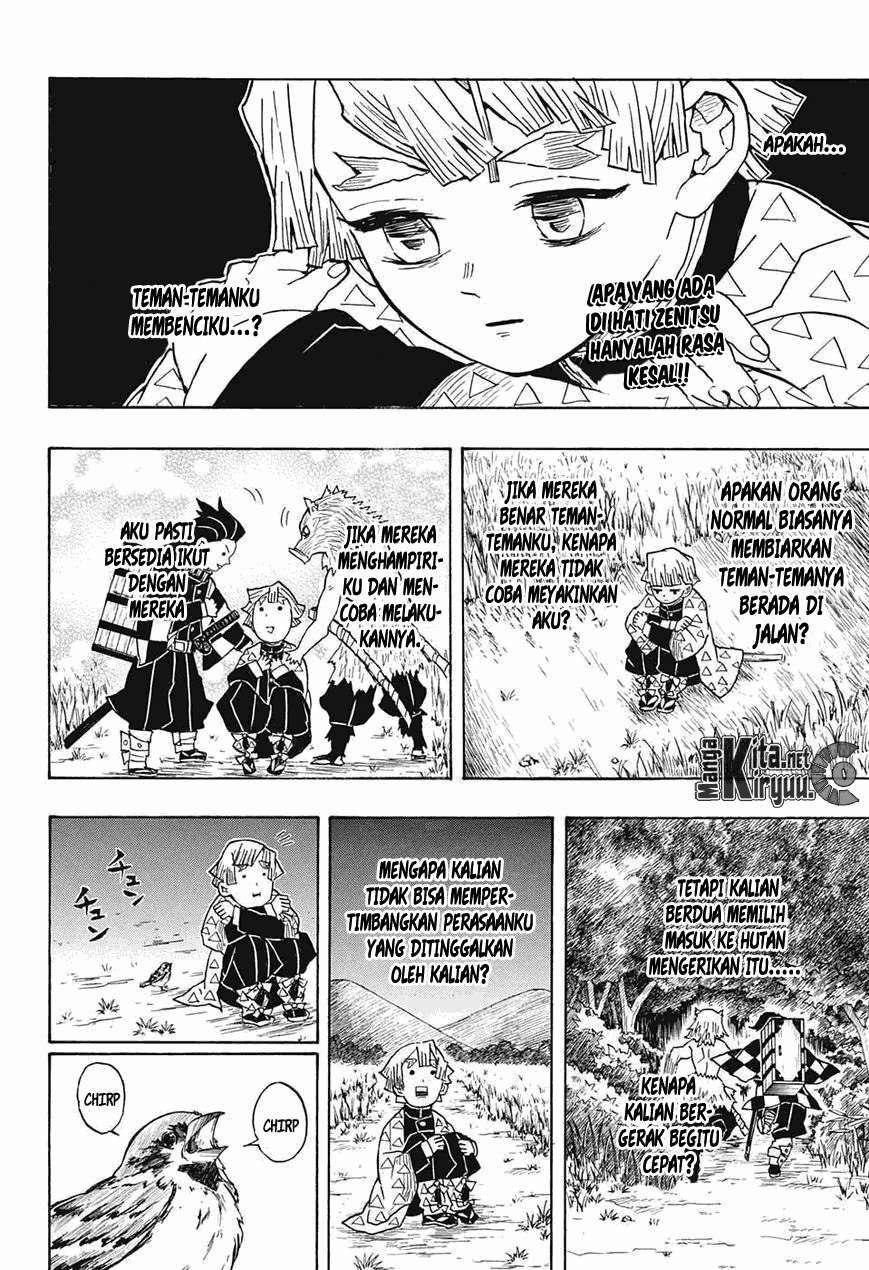 APAKAH...
TEMAN-TEMANKU
MEMBENCIKU...?
(APA YANG ADA
DI HATI ZENITSU
HANYALAH RASA
KESAL!!
APAKAN ORANG
NORMAL BIASANYA
MEMBIARKAN
TEMAN-TEMANYA
BERADA DI
JALAN?
JIKA MEREKA
BENAR TEMAN-
TEMANKU, KENAPA
MEREKA TIDAK
COBA MEYAKINKAN
AKU?
JIKA MEREKA
MENGHAMPIRI-
KU DAN MEN-
COBA MELAKU-
KANNYA.
AKU PASTI
BERSEDIA IKUT
DENGAN
MEREKA
MangaKita.net
Kiryuu.
TETAPI KALIAN
BERDUA MEMILIH
MASUK KE HUTAN
MENGERIKAN ITU.....
KENAPA
KALIAN BER-
GERAK BEGITU
CEPAT?
MENGAPA KALIAN
TIDAK BISA MEMPER-
TIMBANGKAN PERASAANKU
YANG DITINGGALKAN
OLEH KALIAN?
チュン
チュン
CHIRP
CHIRP